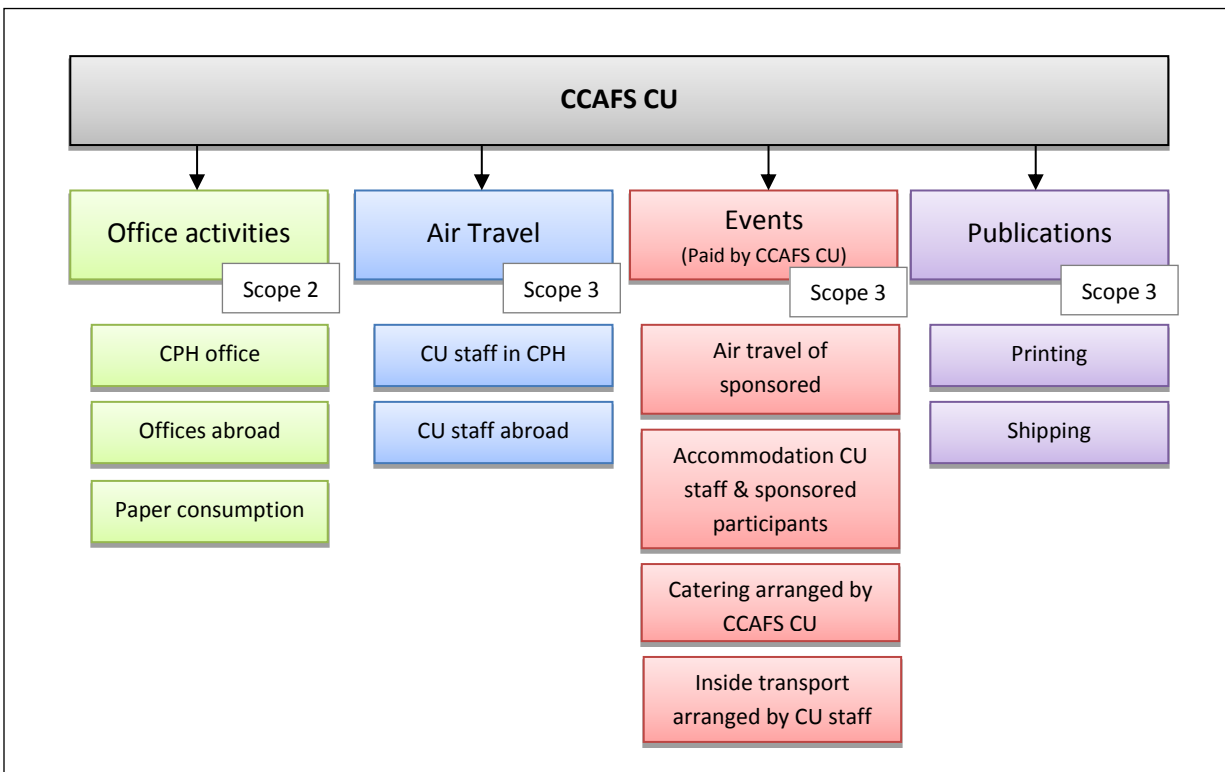 CCAFS CU
Office activities
Scope 2
CPH office
Offices abroad
Paper consumption
Air Travel
Scope 3
CU staff in CPH
CU staff abroad
Events
(Paid by CCAFS CU)
Scope 3
Air travel of
sponsored
Accommodation CU
staff & sponsored
participants
Catering arranged by
CCAFS CU
Inside transport
arranged by CU staff
Publications
Scope 3
Printing
Shipping